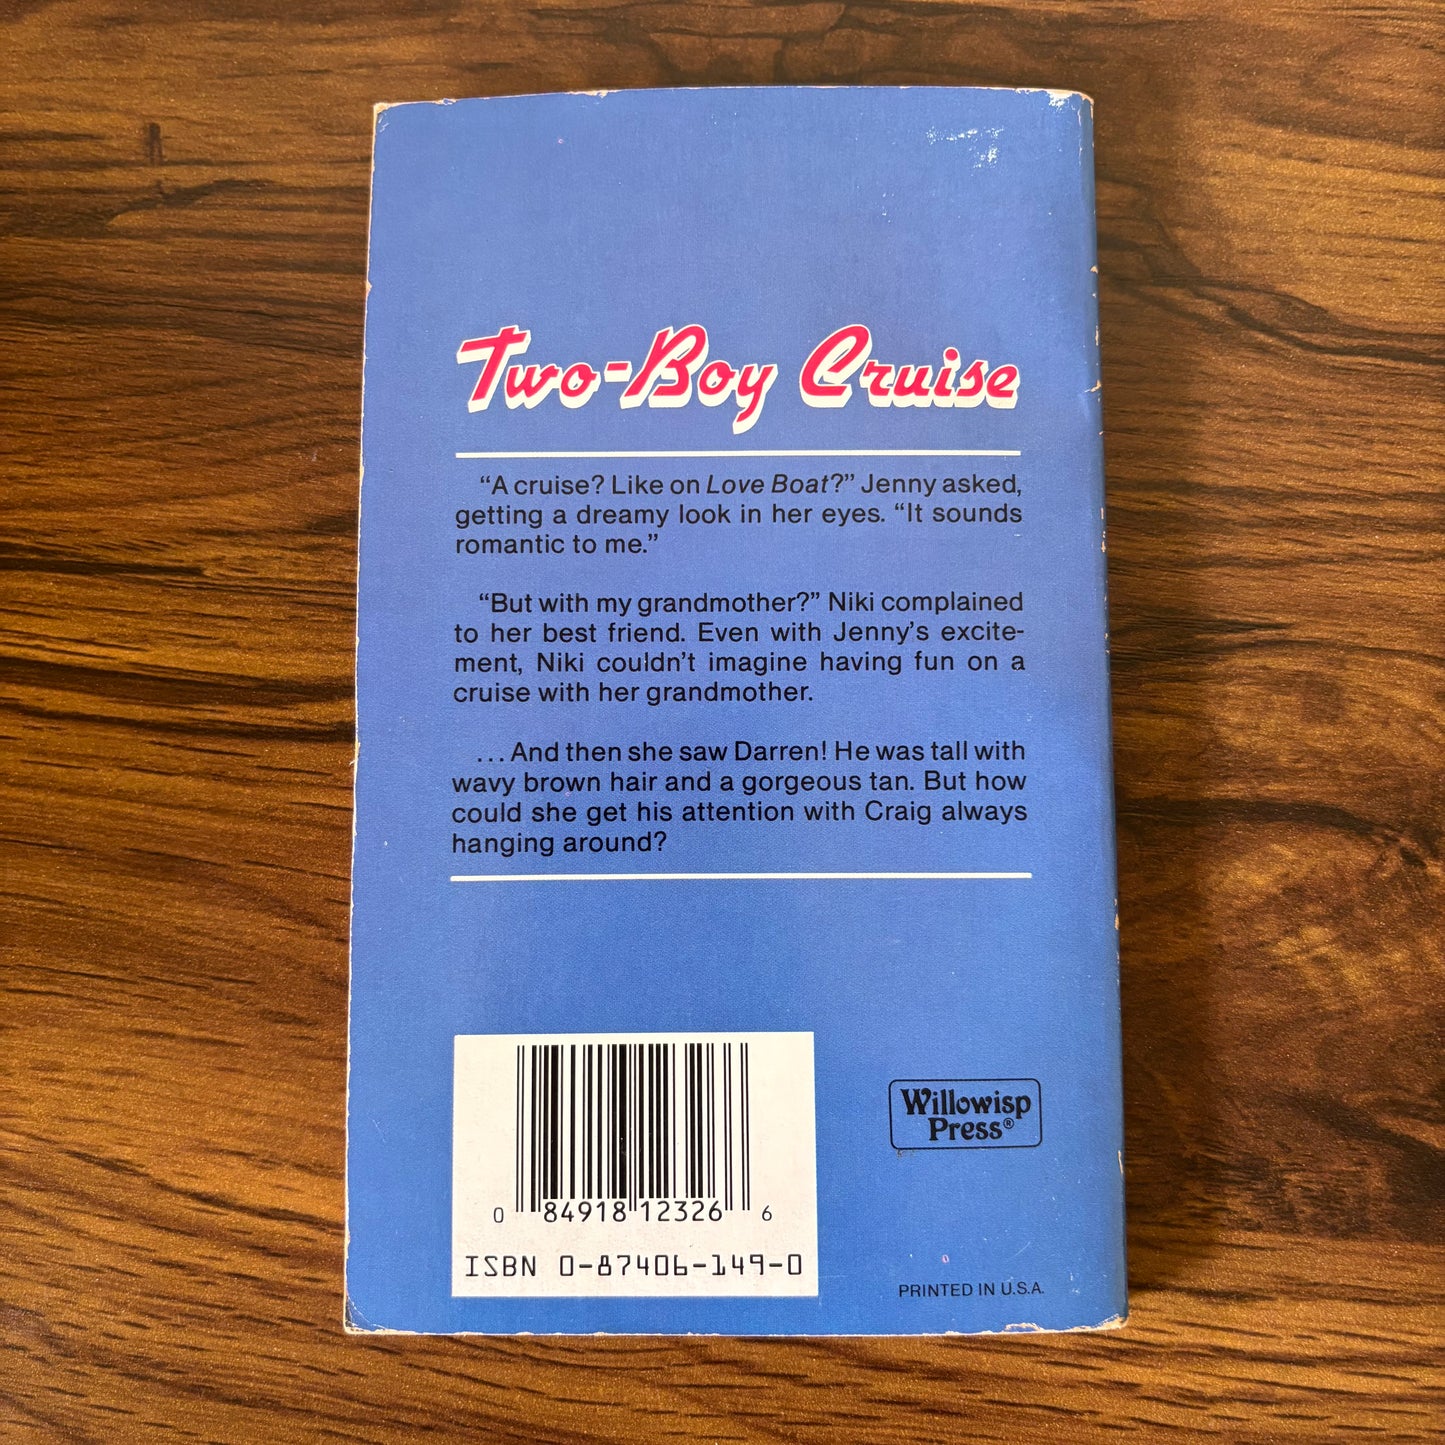 Two-Boy Cruise
“A cruise? Like on Love Boat?” Jenny asked,
getting a dreamy look in her eyes. “It sounds
romantic to me.”
“But with my grandmother?” Niki complained
to her best friend. Even with Jenny’s excite-
ment, Niki couldn’t imagine having fun on a
cruise with her grandmother.
...And then she saw Darren! He was tall with
wavy brown hair and a gorgeous tan. But how
could she get his attention with Craig always
hanging around?
Willowisp
Press®
0 84918 12326 6
ISBN 0-87406-149-0
PRINTED IN U.S.A.